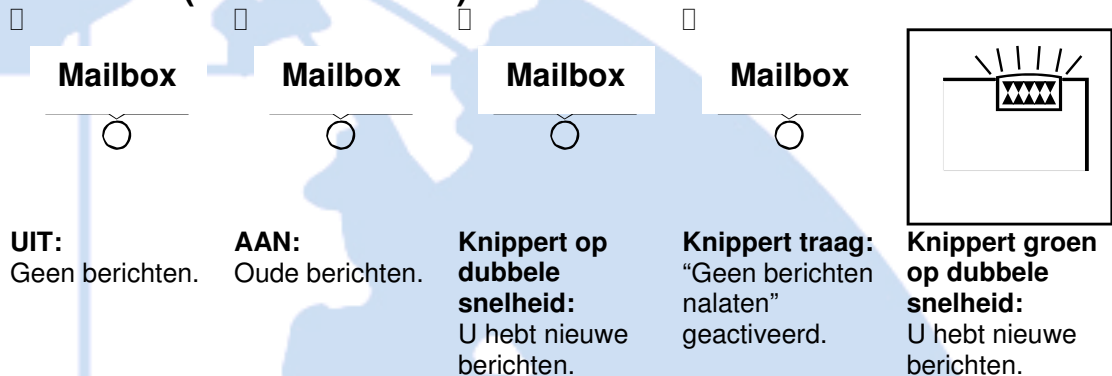 Mailbox
Mailbox
Mailbox
Mailbox
UIT:
Geen berichten.
AAN:
Oude berichten.
Knippert op
dubbele
snelheid:
U hebt nieuwe
berichten.
Knippert traag:
“Geen berichten
nalaten”
geactiveerd.
Knippert groen
op dubbele
snelheid:
U hebt nieuwe
berichten.